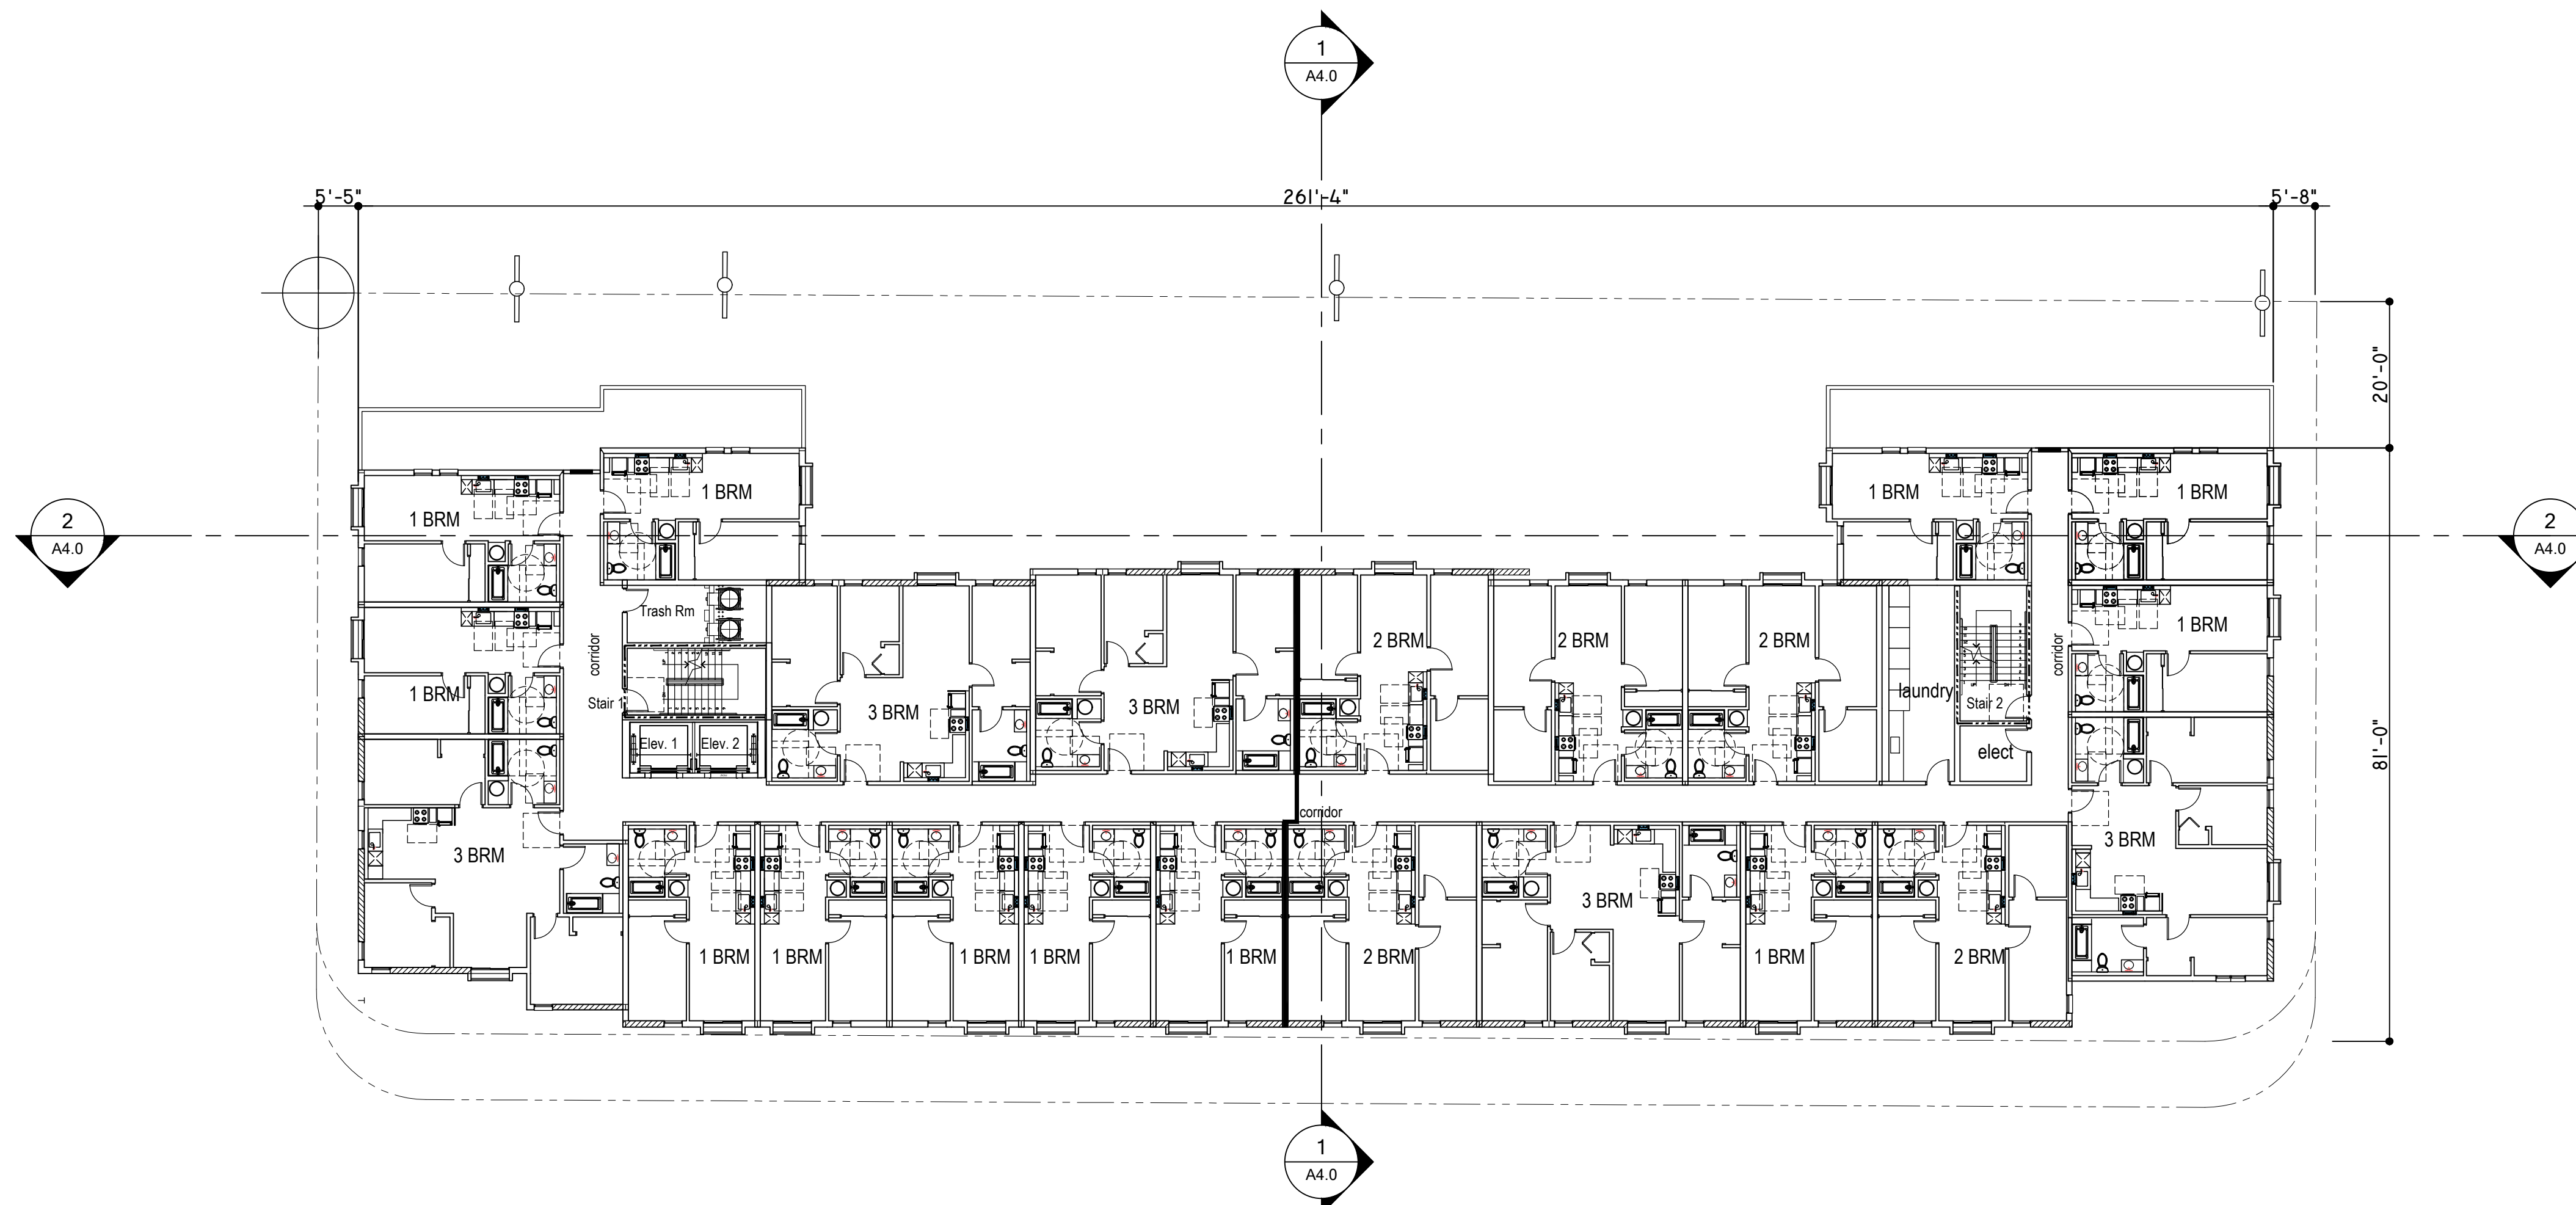 1
A4.0
5'-5"
261'-4"
5'-8"
20'-0"
1 BRM
1 BRM
1 BRM
1 BRM
2
A4.0
2
A4.0
Trash Rm
corridor
1 BRM
Stair 1
Elev. 1
Elev. 2
3 BRM
3 BRM
2 BRM
2 BRM
2 BRM
laundry
Stair 2
elect
corridor
1 BRM
81'-0"
corridor
3 BRM
3 BRM
3 BRM
1 BRM
1 BRM
1 BRM
1 BRM
1 BRM
2 BRM
1 BRM
2 BRM
1
A4.0